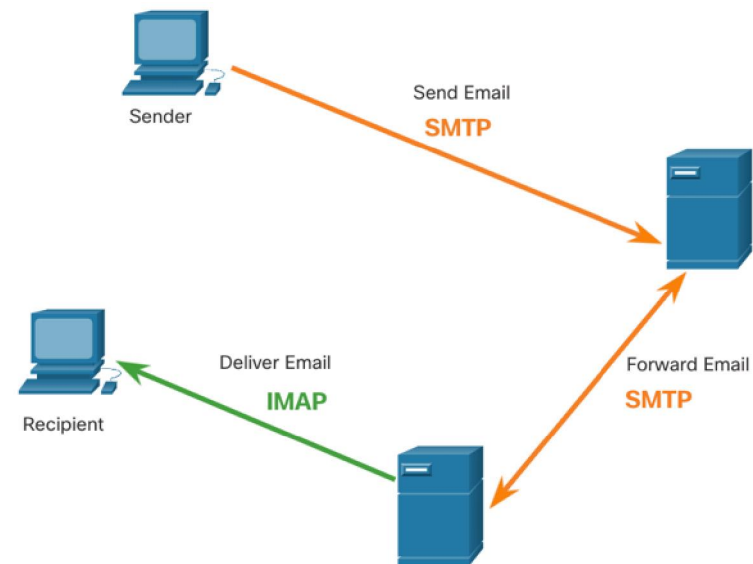 Sender
Send Email
SMTP
Deliver Email
IMAP
Forward Email
SMTP
Recipient